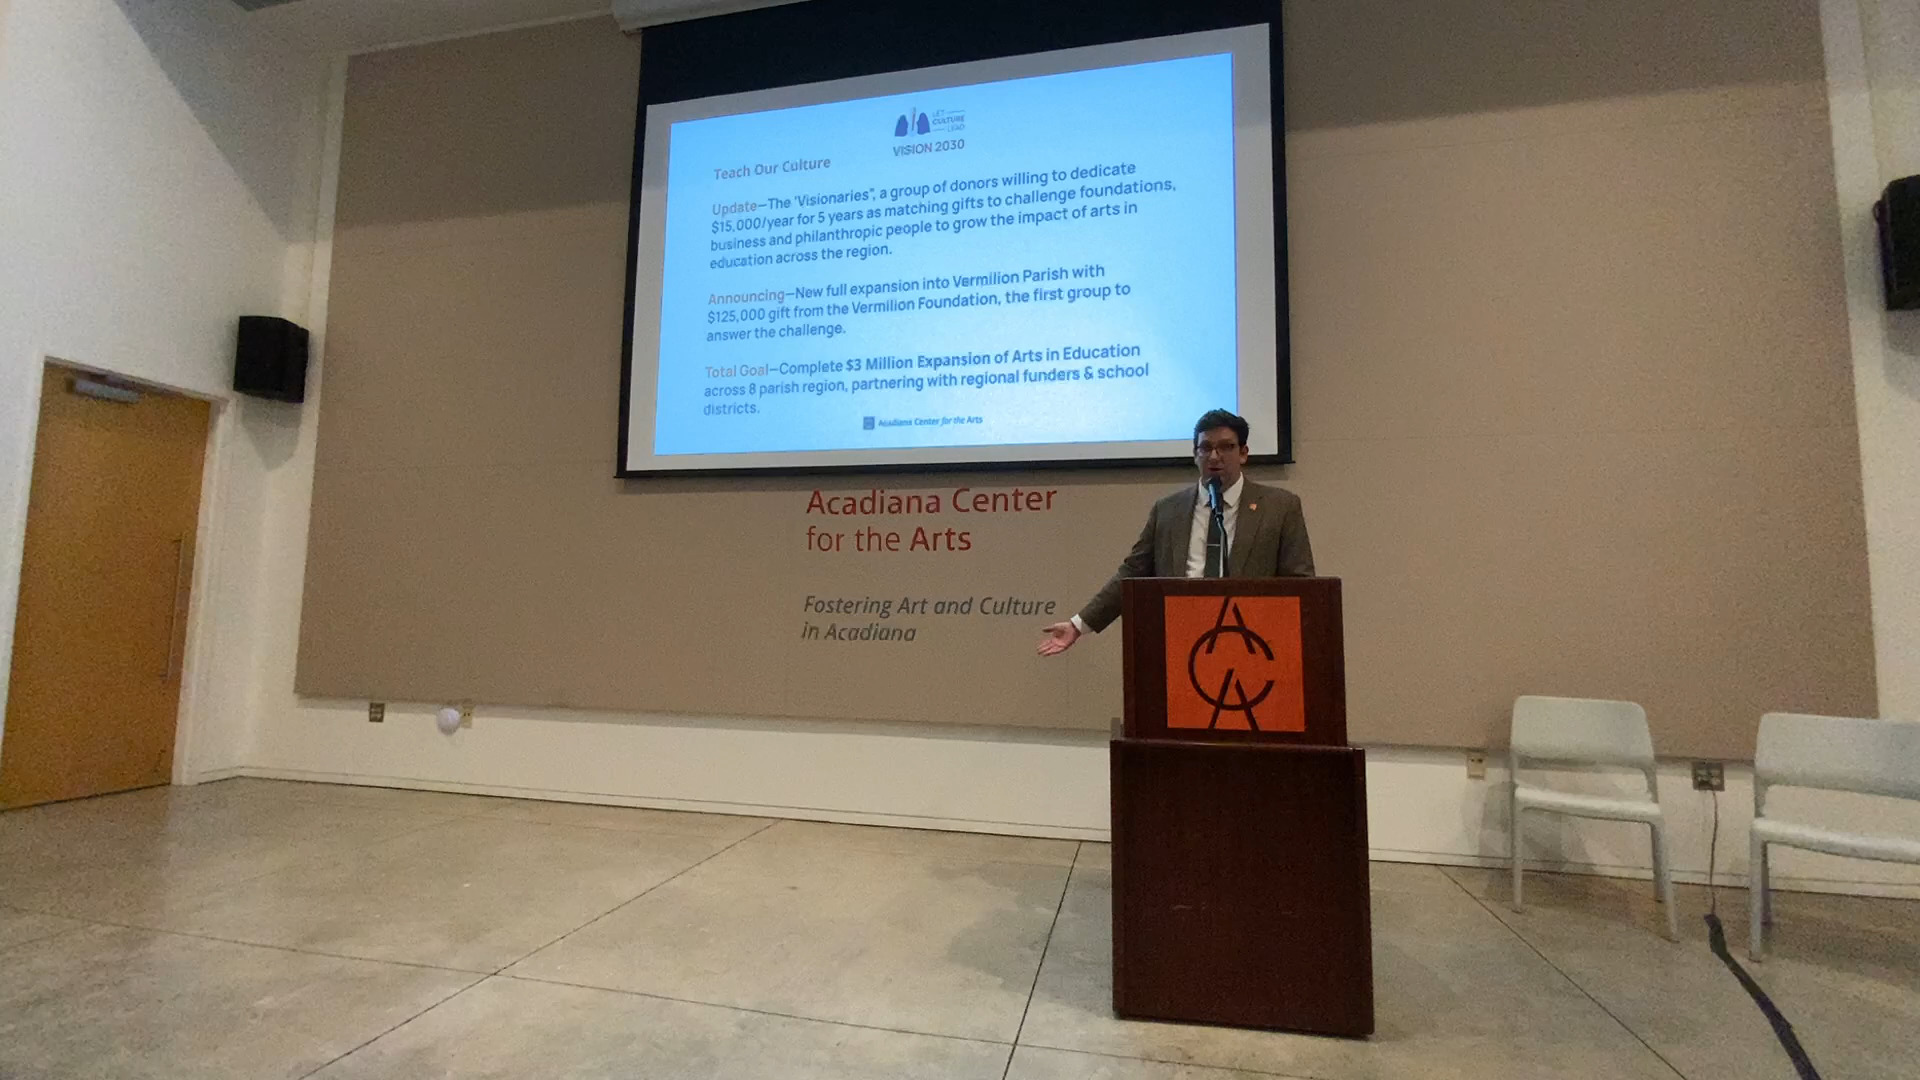 LET
CULTURE
LEAD
VISION 2030
Teach Our Culture
Update—The 'Visionaries", a group of donors willing to dedicate
$15,000/year for 5 years as matching gifts to challenge foundations,
business and philanthropic people to grow the impact of arts in
education across the region.
Announcing—New full expansion into Vermilion Parish with
$125,000 gift from the Vermilion Foundation, the first group to
answer the challenge.
Total Goal—Complete $3 Million Expansion of Arts in Education
across 8 parish region, partnering with regional funders & school
districts.
Acadiana Center for the Arts
Acadiana Center
for the Arts
Fostering Art and Culture
in Acadiana
ACA